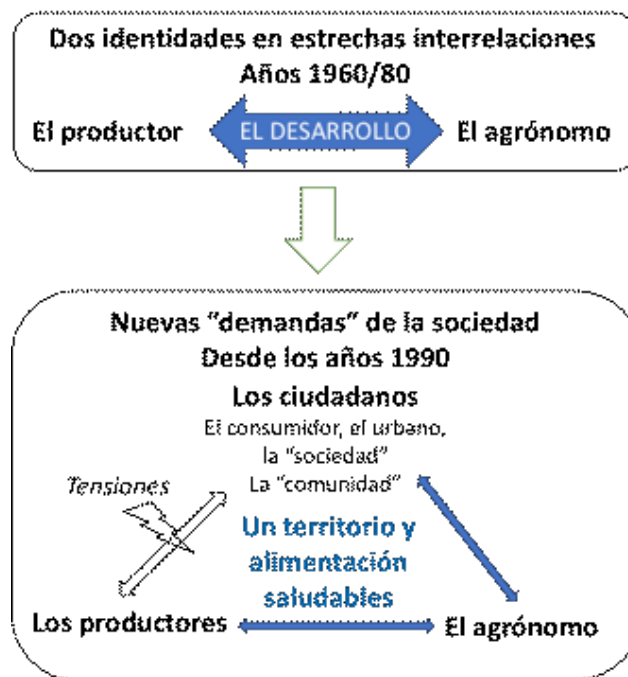 Dos identidades en estrechas interrelaciones
Años 1960/80
El productor
EL DESARROLLO
El agrónomo
Nuevas "demandas" de la sociedad
Desde los años 1990
Los ciudadanos
El consumidor, el urbano,
la "sociedad"
La "comunidad"
Tensiones
Un territorio y
alimentación
saludables
Los productores
El agrónomo